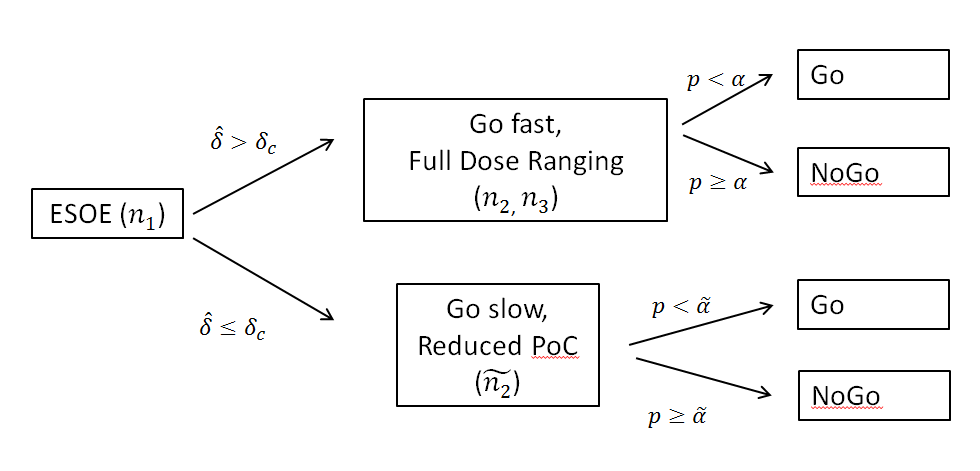 ESOE (n₁)
δ̂ > δ_c
δ̂ ≤ δ_c
Go fast,
Full Dose Ranging
(n₂, n₃)
Go slow,
Reduced PoC
(ñ₂)
p < α
p ≥ α
p < α̃
p ≥ α̃
Go
NoGo
Go
NoGo